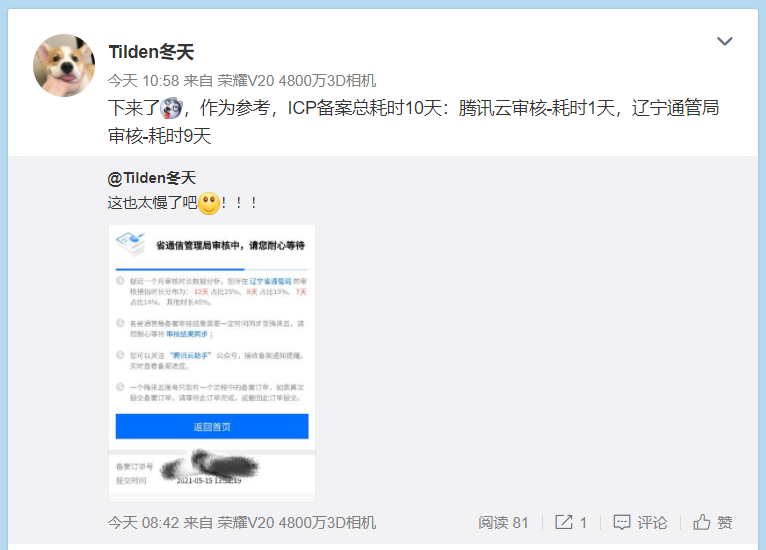 Tilden冬天
今天 10:58 来自 荣耀V20 4800万3D相机
下来了，作为参考，ICP备案总耗时10天：腾讯云审核-耗时1天，辽宁通管局
审核-耗时9天
@Tilden冬天
这也太慢了吧！！！
省通信管理局审核中，请您耐心等待
据近一个月审核时长数据分析，您所在 辽宁省通管局 的审
核预估时长分布为：12天 占比25%、8天 占比15%、7天
占比14%、其他时长46%。
各省通管局备案审核结果需要一定时间同步至腾讯云，请
您耐心等待 审核结果同步；
您可以关注 “腾讯云助手” 公众号，接收备案通知提醒，
实时查看备案进度。
一个腾讯云账号只能有一个流程中的备案订单，如需再次
提交备案订单，请等待此订单完成，或撤回此订单提交。
返回首页
备案订单号
提交时间 2021-05-15
今天 08:42 来自 荣耀V20 4800万3D相机 阅读 81 1 评论 赞